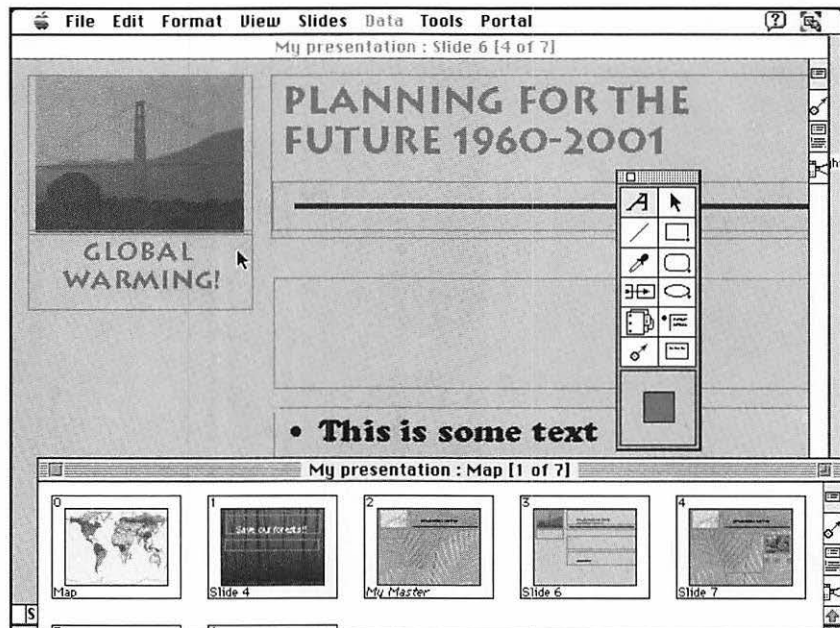 File Edit Format View Slides Data Tools Portal
My presentation : Slide 6 [4 of 7]
PLANNING FOR THE
FUTURE 1960-2001
GLOBAL
WARMING!
• This is some text
My presentation : Map [1 of 7]
0 1 2 3 4
Save our forests!!
Map Slide 4 My Master Slide 6 Slide 7
S